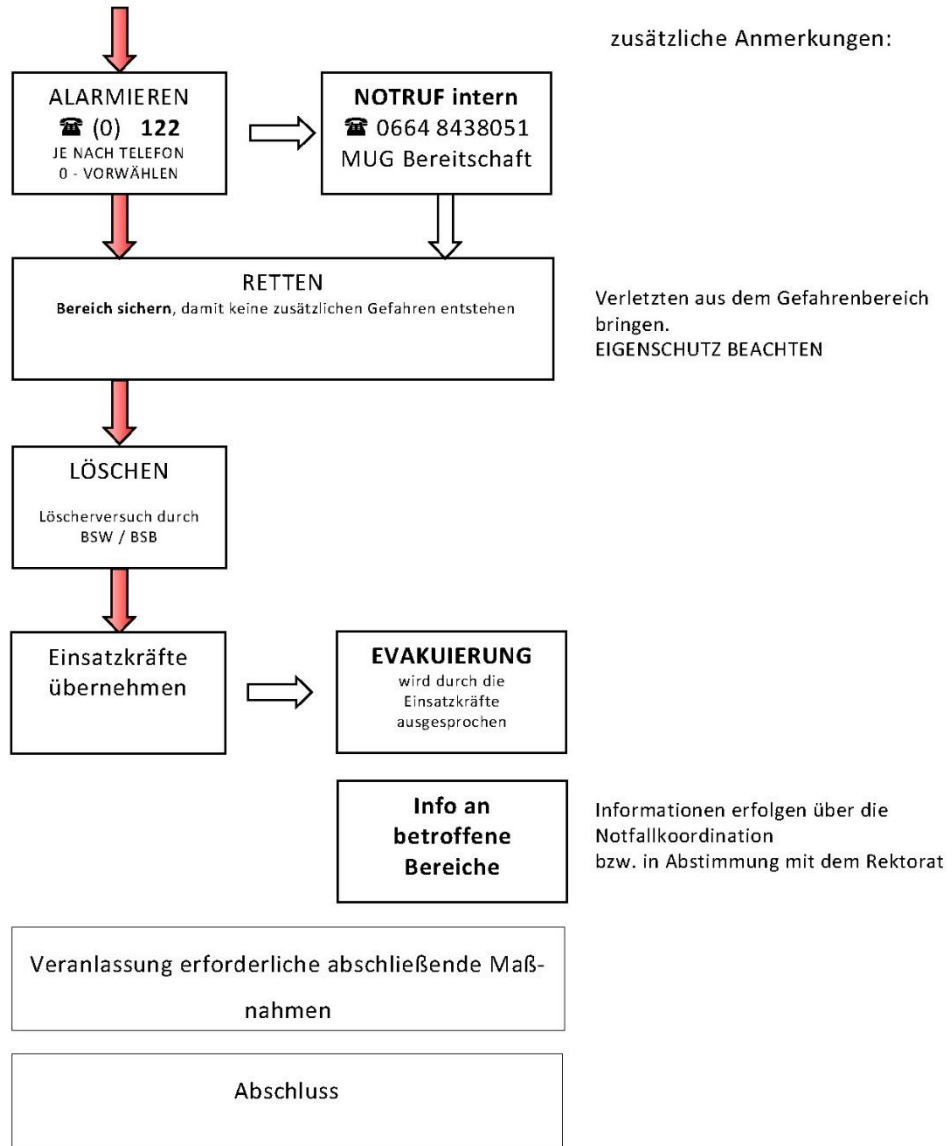 zusätzliche Anmerkungen:
ALARMIEREN
☎ (0) 122
JE NACH TELEFON
0 - VORWÄHLEN
NOTRUF intern
☎ 0664 8438051
MUG Bereitschaft
RETTEN
Bereich sichern, damit keine zusätzlichen Gefahren entstehen
Verletzten aus dem Gefahrenbereich
bringen.
EIGENSCHUTZ BEACHTEN
LÖSCHEN
Löscherversuch durch
BSW / BSB
Einsatzkräfte
übernehmen
EVAKUIERUNG
wird durch die
Einsatzkräfte
ausgesprochen
Info an
betroffene
Bereiche
Informationen erfolgen über die
Notfallkoordination
bzw. in Abstimmung mit dem Rektorat
Veranlassung erforderliche abschließende Maß-
nahmen
Abschluss